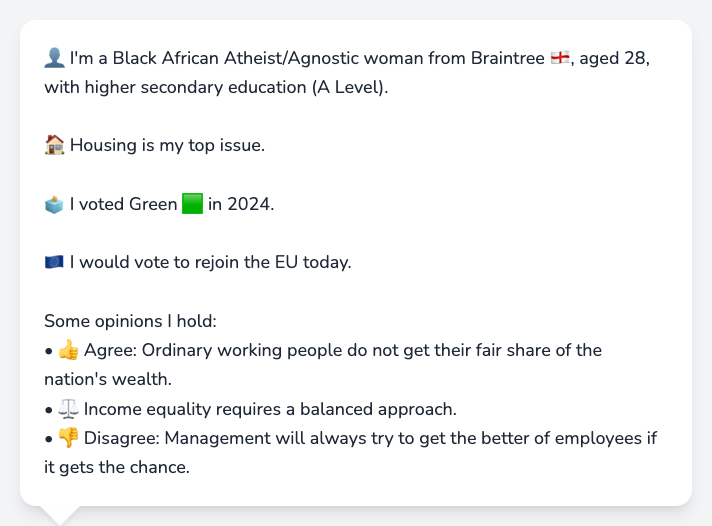 👤 I'm a Black African Atheist/Agnostic woman from Braintree 🏴󠁧󠁢󠁥󠁮󠁧󠁿, aged 28,
with higher secondary education (A Level).
🏠 Housing is my top issue.
🗳️ I voted Green 🟩 in 2024.
🇪🇺 I would vote to rejoin the EU today.
Some opinions I hold:
• 👍 Agree: Ordinary working people do not get their fair share of the
nation's wealth.
• ⚖️ Income equality requires a balanced approach.
• 👎 Disagree: Management will always try to get the better of employees if
it gets the chance.